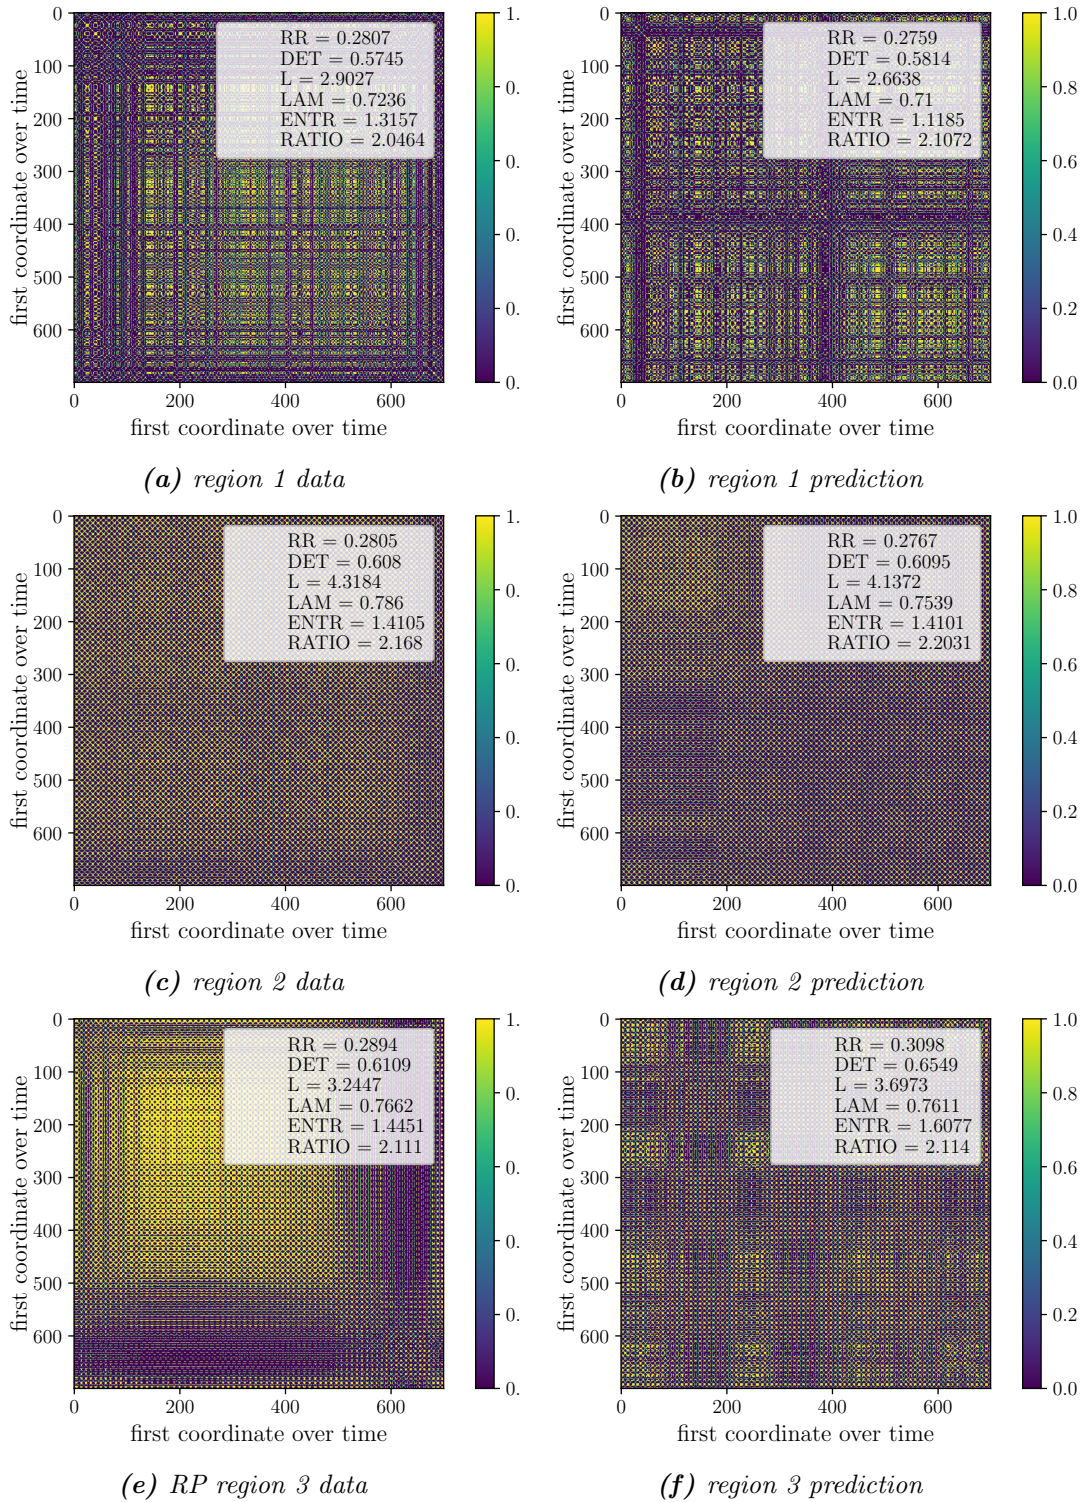 0
100
200
300
400
500
600
0
200
400
600
first coordinate over time
first coordinate over time
RR = 0.2807
DET = 0.5745
L = 2.9027
LAM = 0.7236
ENTR = 1.3157
RATIO = 2.0464
1.
0.
0.
0.
0.
0.
(a) region 1 data
0
100
200
300
400
500
600
0
200
400
600
first coordinate over time
first coordinate over time
RR = 0.2759
DET = 0.5814
L = 2.6638
LAM = 0.71
ENTR = 1.1185
RATIO = 2.1072
1.0
0.8
0.6
0.4
0.2
0.0
(b) region 1 prediction
0
100
200
300
400
500
600
0
200
400
600
first coordinate over time
first coordinate over time
RR = 0.2805
DET = 0.608
L = 4.3184
LAM = 0.786
ENTR = 1.4105
RATIO = 2.168
1.
0.
0.
0.
0.
0.
(c) region 2 data
0
100
200
300
400
500
600
0
200
400
600
first coordinate over time
first coordinate over time
RR = 0.2767
DET = 0.6095
L = 4.1372
LAM = 0.7539
ENTR = 1.4101
RATIO = 2.2031
1.0
0.8
0.6
0.4
0.2
0.0
(d) region 2 prediction
0
100
200
300
400
500
600
0
200
400
600
first coordinate over time
first coordinate over time
RR = 0.2894
DET = 0.6109
L = 3.2447
LAM = 0.7662
ENTR = 1.4451
RATIO = 2.111
1.
0.
0.
0.
0.
0.
(e) RP region 3 data
0
100
200
300
400
500
600
0
200
400
600
first coordinate over time
first coordinate over time
RR = 0.3098
DET = 0.6549
L = 3.6973
LAM = 0.7611
ENTR = 1.6077
RATIO = 2.114
1.0
0.8
0.6
0.4
0.2
0.0
(f) region 3 prediction